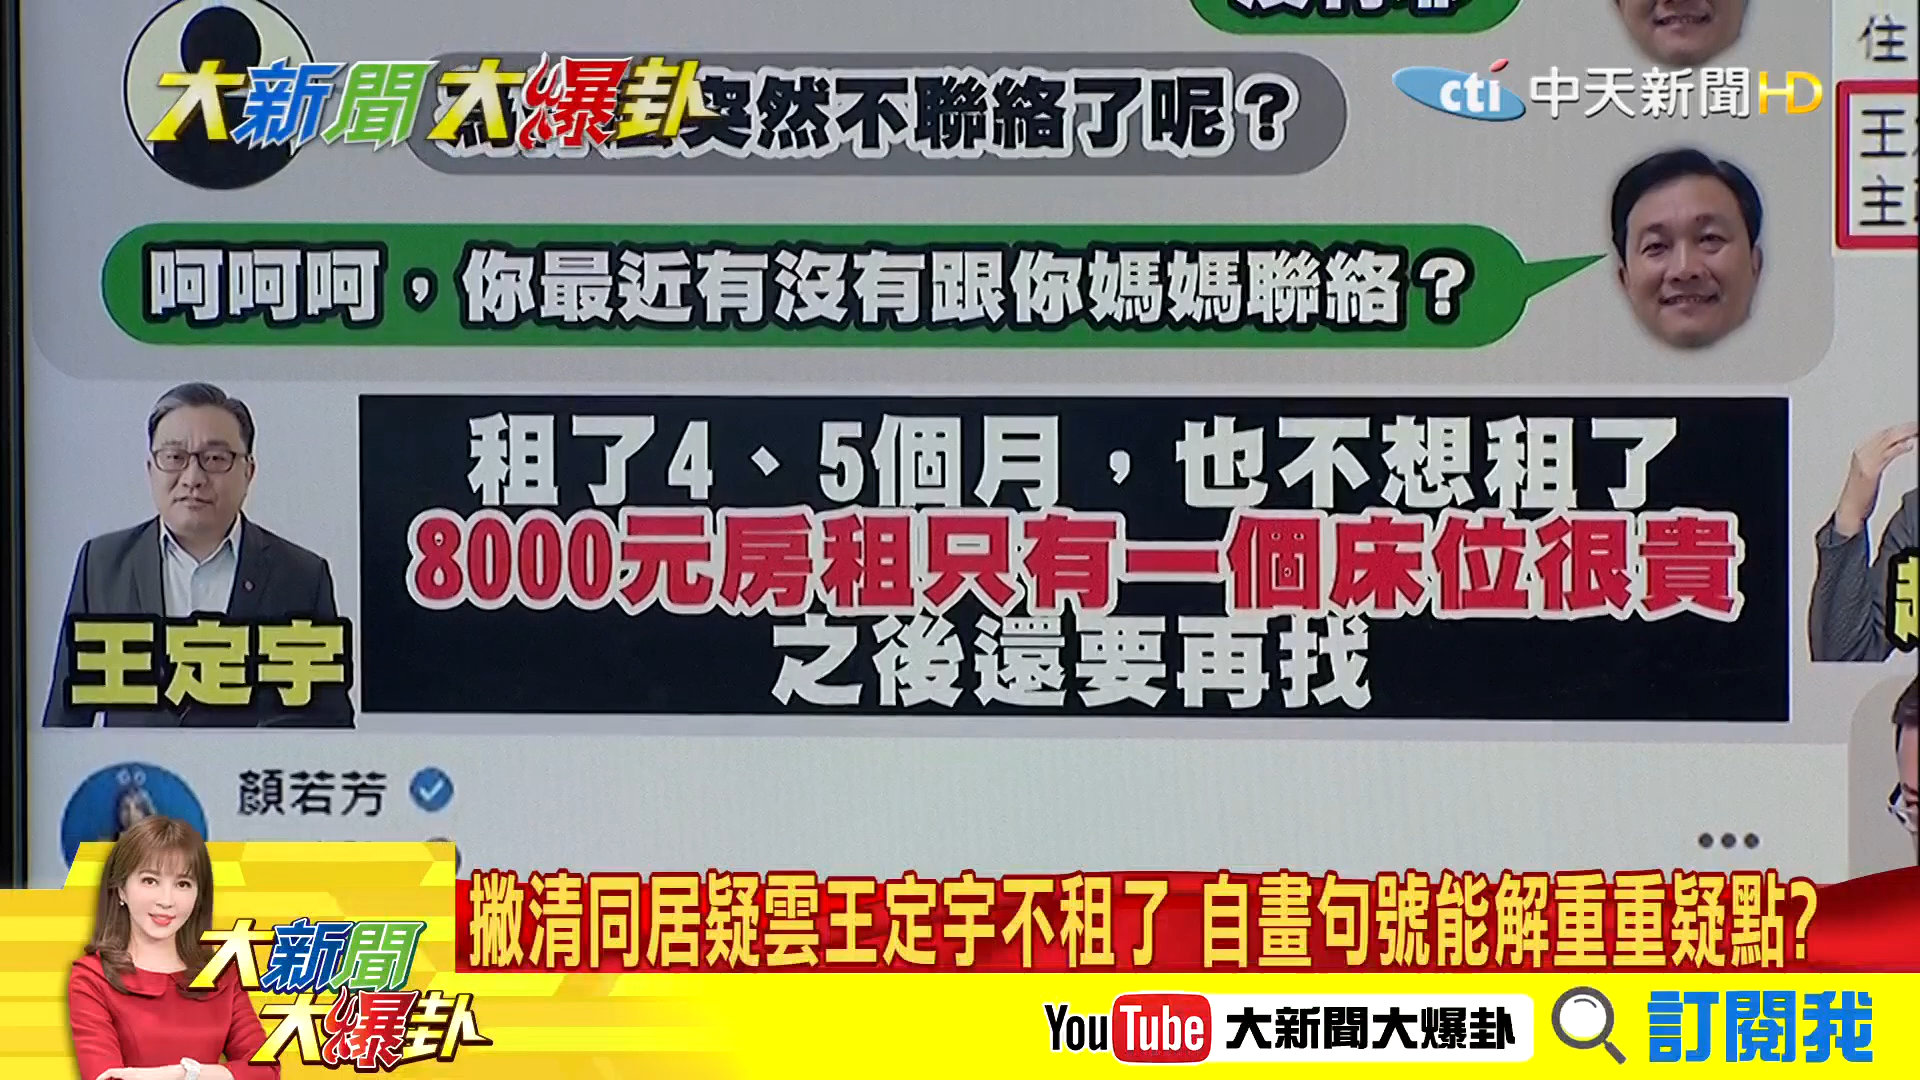 大新聞大爆卦
突然不聯絡了呢？
cti 中天新聞HD
住
王
主
呵呵呵，你最近有沒有跟你媽媽聯絡？
租了4、5個月，也不想租了
8000元房租只有一個床位很貴
之後還要再找
王定宇
顏若芳
撇清同居疑雲王定宇不租了 自畫句號能解重重疑點?
大新聞
大爆卦
YouTube 大新聞大爆卦 訂閱我